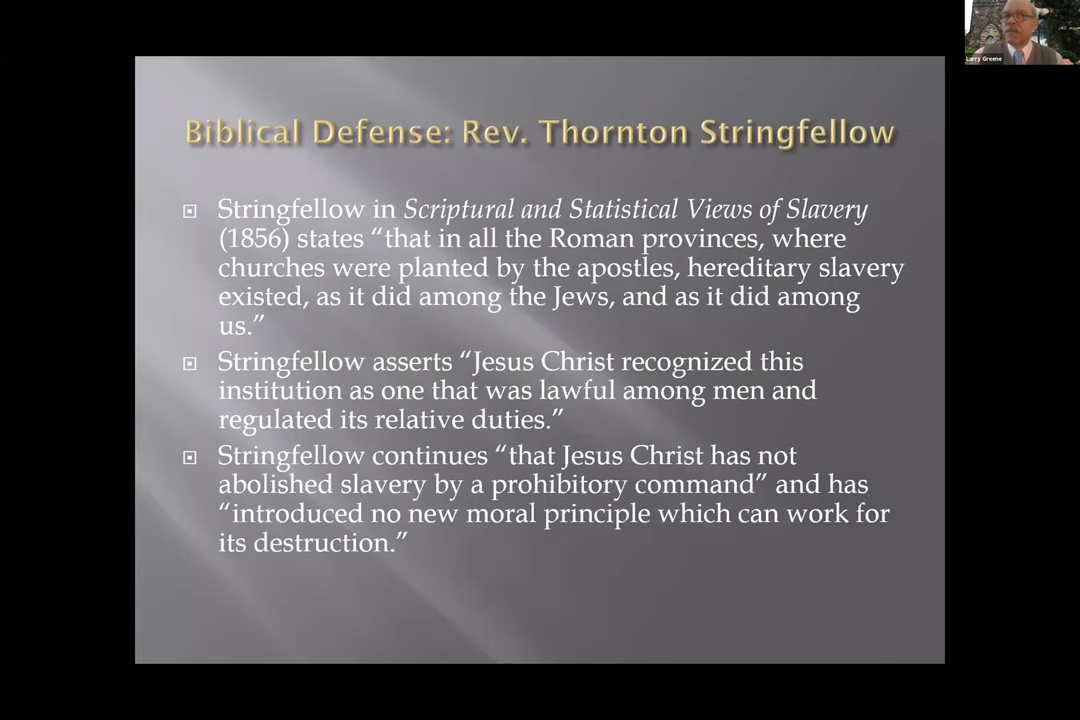 Larry Greene
Biblical Defense: Rev. Thornton Stringfellow
Stringfellow in Scriptural and Statistical Views of Slavery
(1856) states “that in all the Roman provinces, where
churches were planted by the apostles, hereditary slavery
existed, as it did among the Jews, and as it did among
us.”
Stringfellow asserts “Jesus Christ recognized this
institution as one that was lawful among men and
regulated its relative duties.”
Stringfellow continues “that Jesus Christ has not
abolished slavery by a prohibitory command” and has
“introduced no new moral principle which can work for
its destruction.”